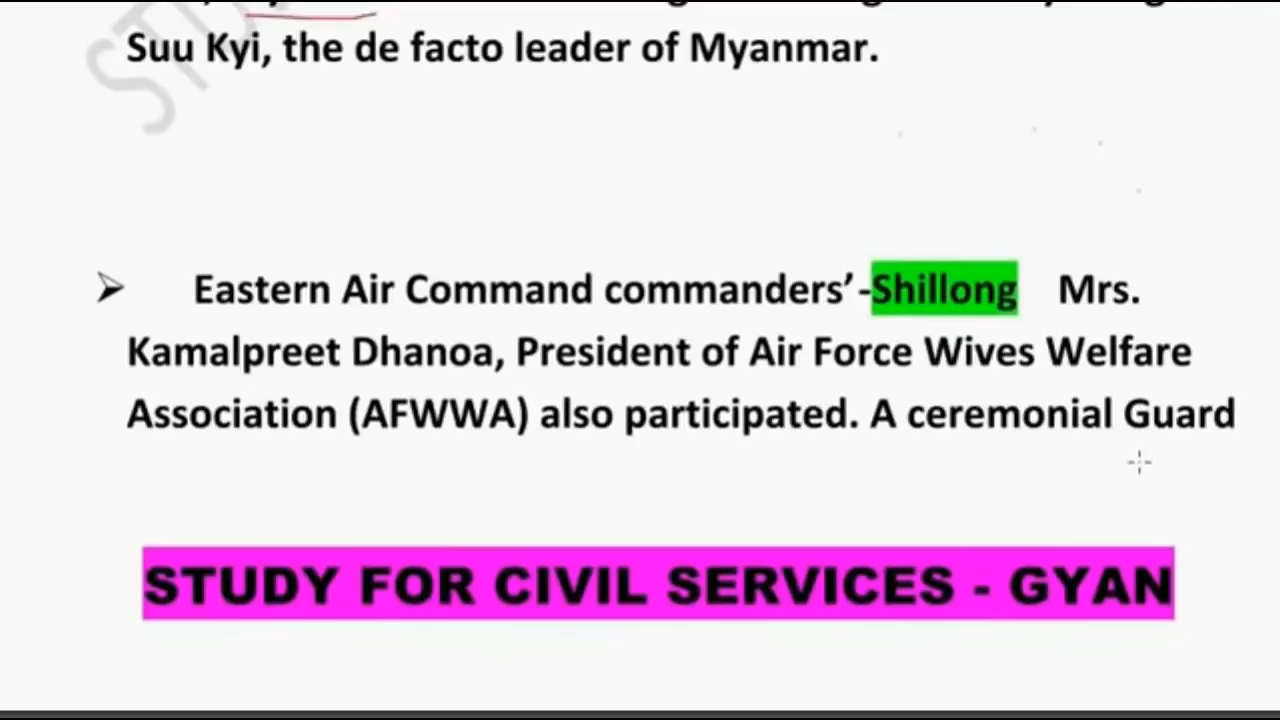 Suu Kyi, the de facto leader of Myanmar.
➢ Eastern Air Command commanders’-Shillong Mrs.
Kamalpreet Dhanoa, President of Air Force Wives Welfare
Association (AFWWA) also participated. A ceremonial Guard
STUDY FOR CIVIL SERVICES - GYAN